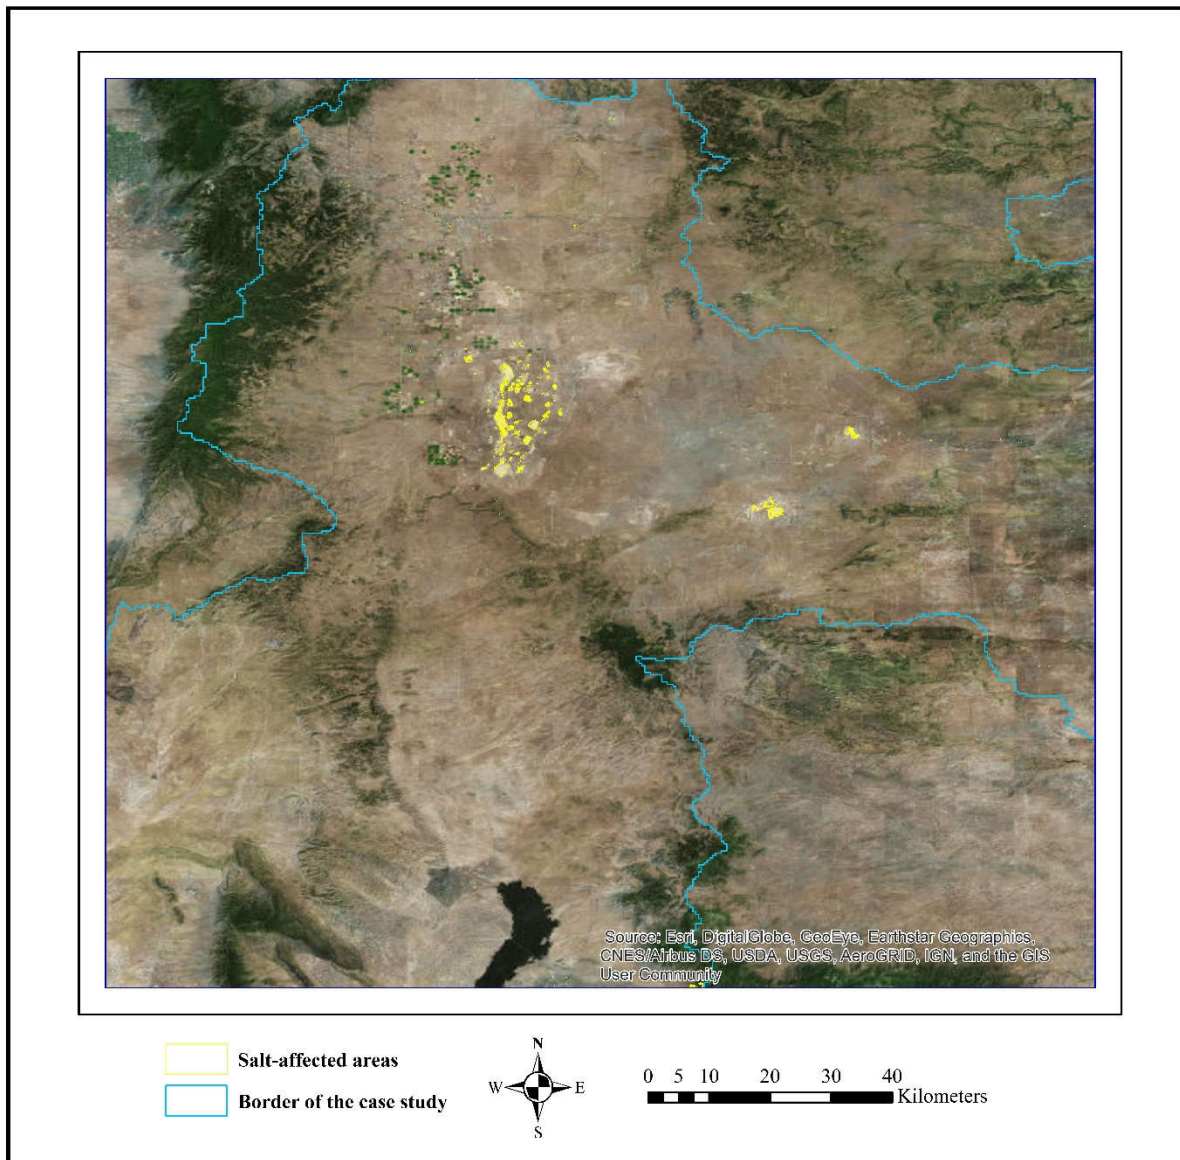 Source: Esri, DigitalGlobe, GeoEye, Earthstar Geographics,
CNES/Airbus DS, USDA, USGS, AeroGRID, IGN, and the GIS
User Community
Salt-affected areas
Border of the case study
N
W E
S
0 5 10 20 30 40
Kilometers